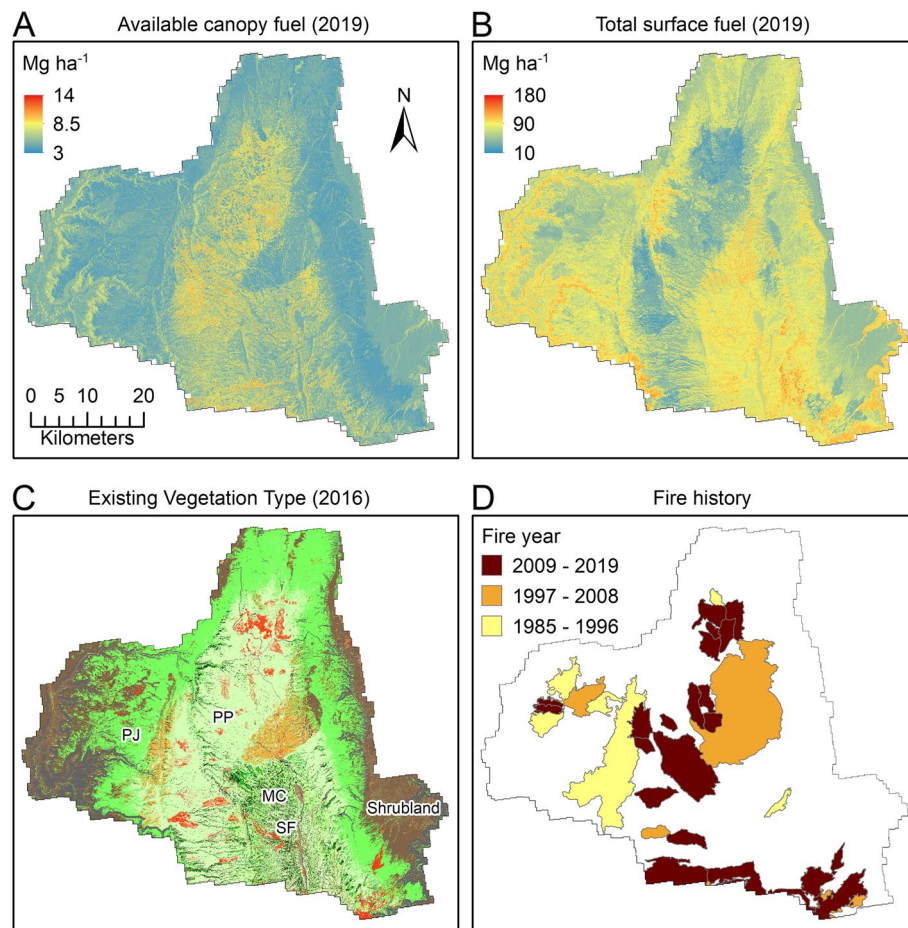 A Available canopy fuel (2019)
Mg ha⁻¹
14
8.5
3
N
0 5 10 20
Kilometers
B Total surface fuel (2019)
Mg ha⁻¹
180
90
10
C Existing Vegetation Type (2016)
PP
PJ
MC
SF
Shrubland
D Fire history
Fire year
2009 - 2019
1997 - 2008
1985 - 1996